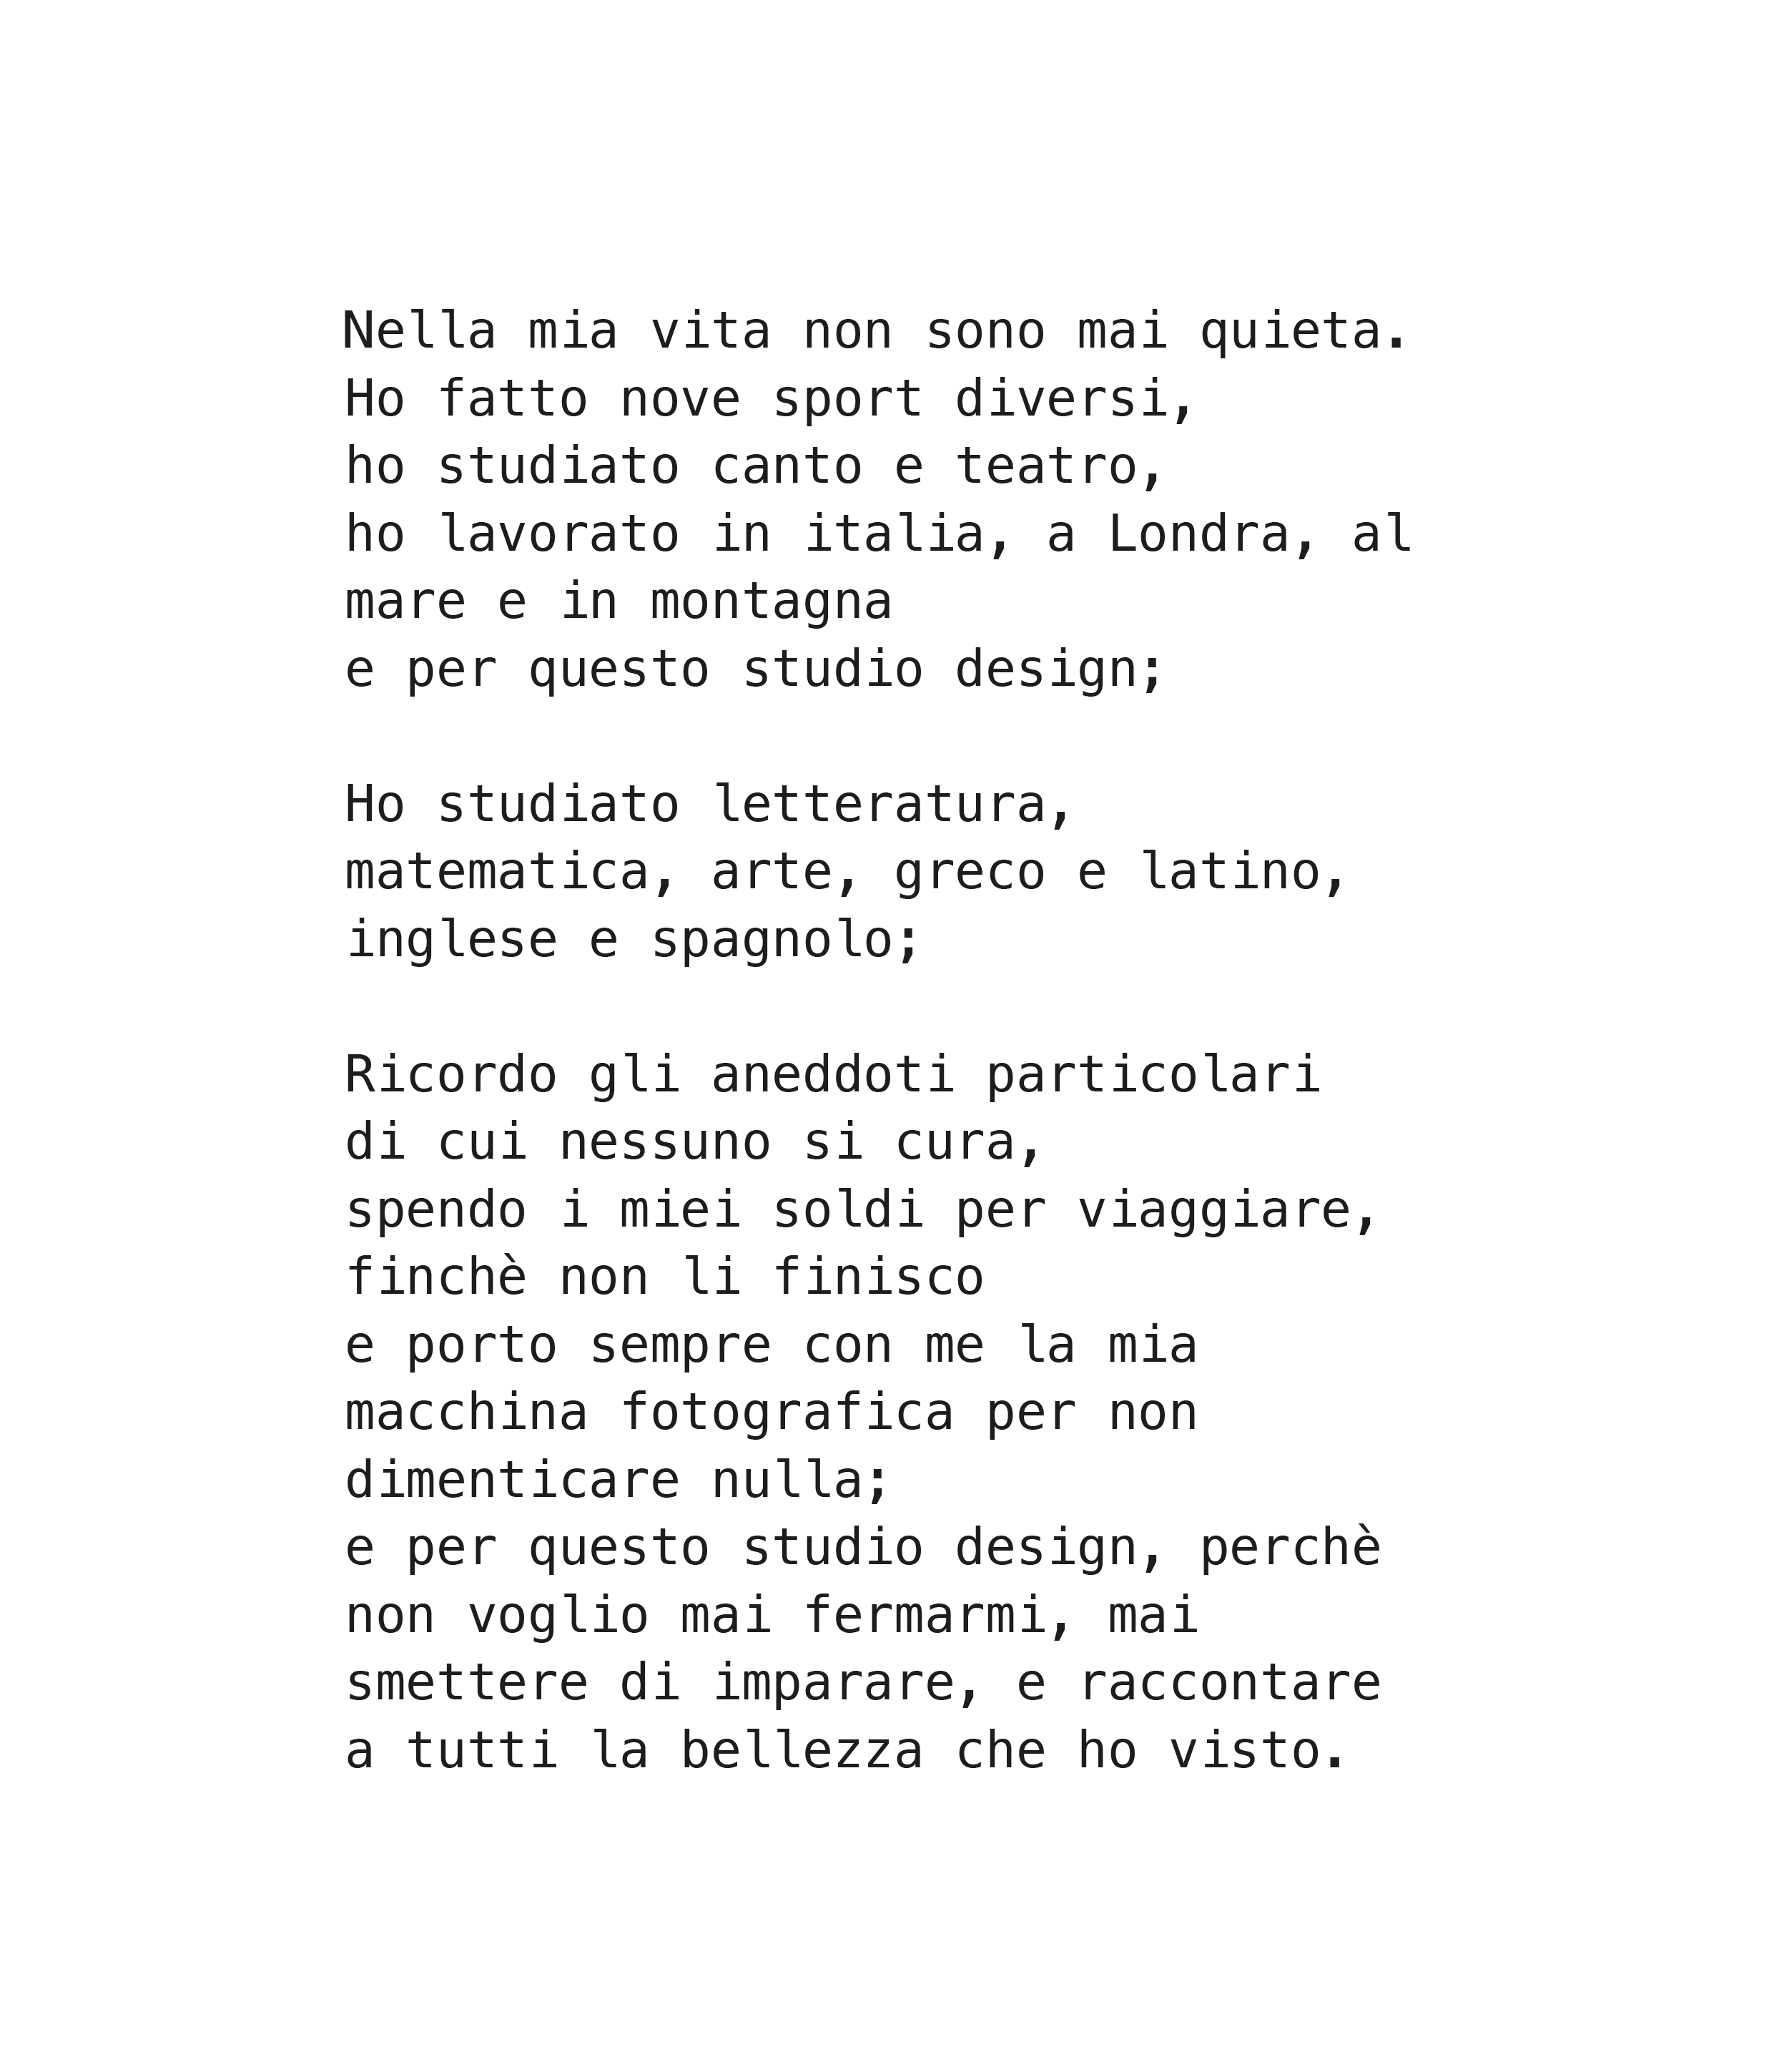 Nella mia vita non sono mai quieta.
Ho fatto nove sport diversi,
ho studiato canto e teatro,
ho lavorato in italia, a Londra, al
mare e in montagna
e per questo studio design;
Ho studiato letteratura,
matematica, arte, greco e latino,
inglese e spagnolo;
Ricordo gli aneddoti particolari
di cui nessuno si cura,
spendo i miei soldi per viaggiare,
finchè non li finisco
e porto sempre con me la mia
macchina fotografica per non
dimenticare nulla;
e per questo studio design, perchè
non voglio mai fermarmi, mai
smettere di imparare, e raccontare
a tutti la bellezza che ho visto.